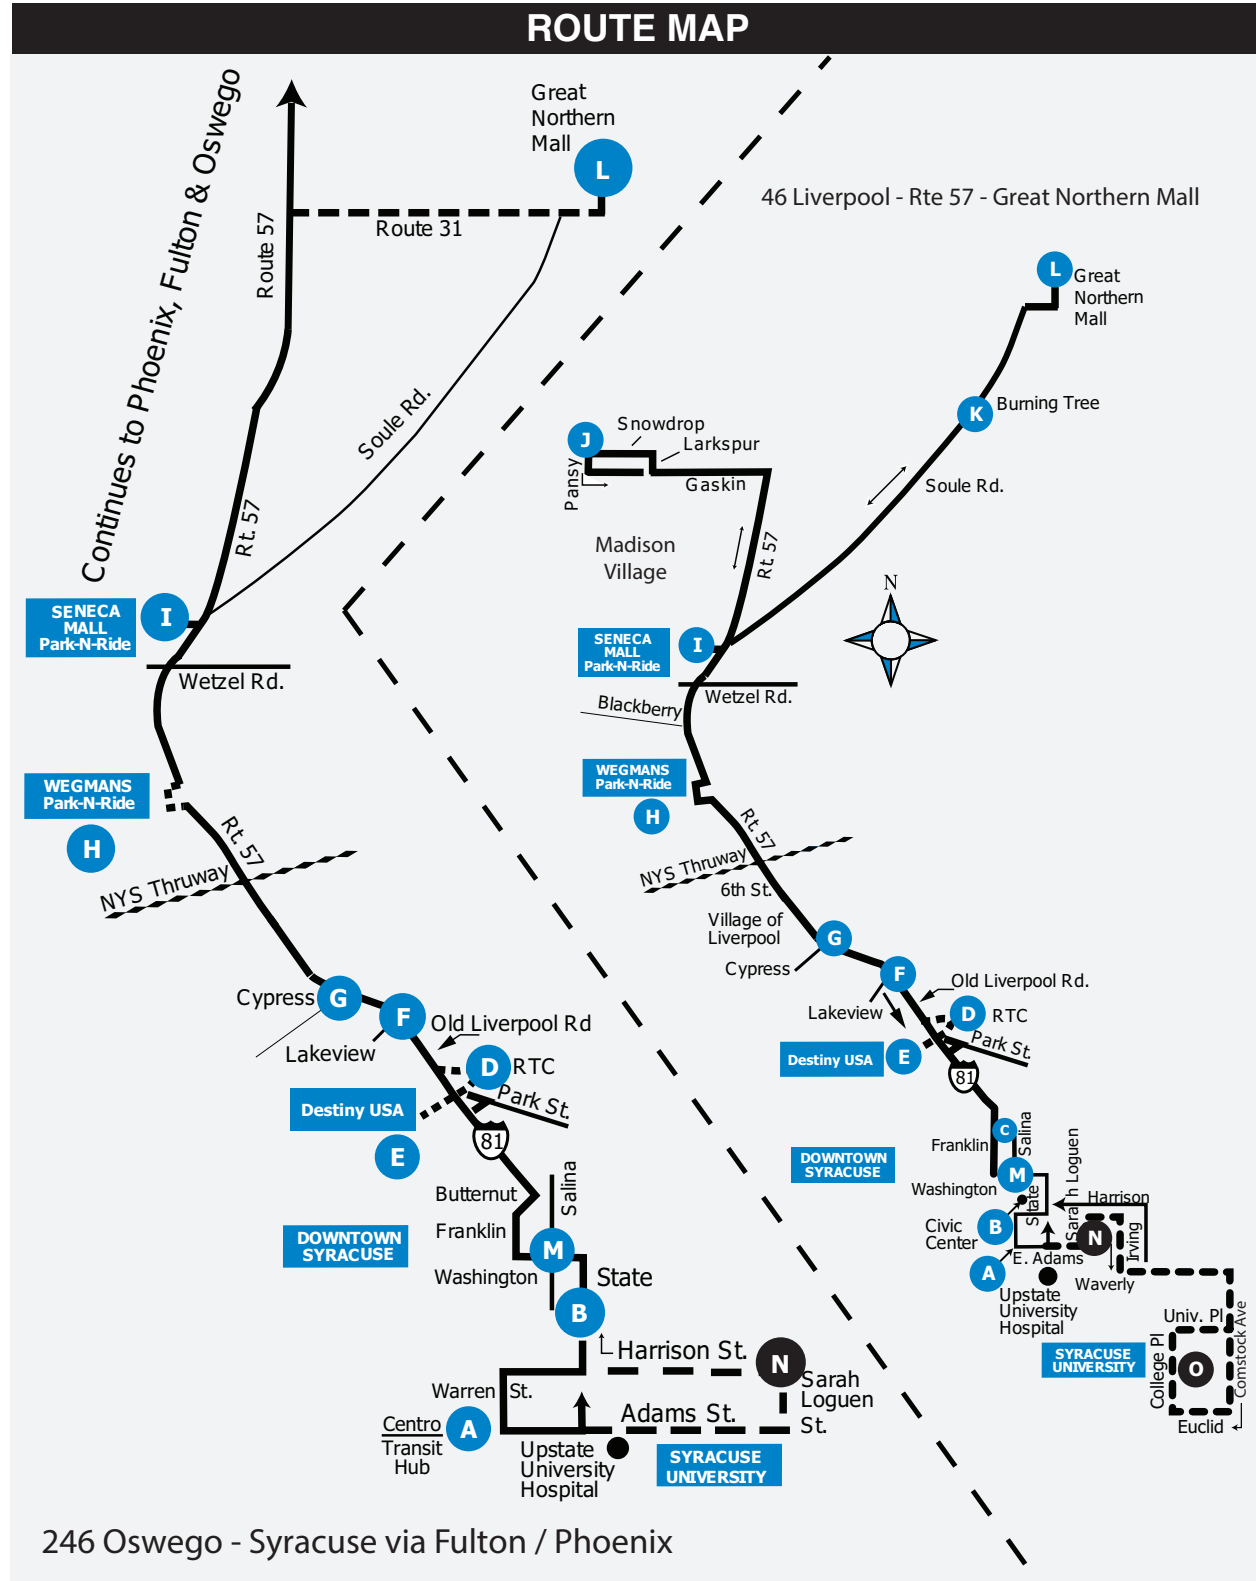 ROUTE MAP
Continues to Phoenix, Fulton & Oswego
Route 57
Great
Northern
Mall
L
Route 31
Soule Rd.
Rt. 57
SENECA
MALL
Park-N-Ride
I
Wetzel Rd.
WEGMANS
Park-N-Ride
H
Rt. 57
NYS Thruway
Cypress
G
F
Lakeview
Old Liverpool Rd
D
RTC
Park St.
Destiny USA
E
81
Butternut
Salina
Franklin
DOWNTOWN
SYRACUSE
M
Washington
State
B
Harrison St.
N
Sarah
Loguen
St.
Warren St.
Adams St.
A
Centro
Transit
Hub
Upstate
University
Hospital
SYRACUSE
UNIVERSITY
246 Oswego - Syracuse via Fulton / Phoenix
46 Liverpool - Rte 57 - Great Northern Mall
L
Great
Northern
Mall
K
Burning Tree
Soule Rd.
J
Snowdrop
Larkspur
Pansy
Gaskin
Madison
Village
Rt. 57
N
SENECA
MALL
Park-N-Ride
I
Wetzel Rd.
Blackberry
WEGMANS
Park-N-Ride
H
Rt. 57
NYS Thruway
6th St.
Village of
Liverpool
G
Cypress
F
Old Liverpool Rd.
Lakeview
D
RTC
Park St.
Destiny USA
E
81
C
Salina
Franklin
DOWNTOWN
SYRACUSE
M
Washington
State
Sarah Loguen
Harrison
Civic
Center
B
N
Irving
E. Adams
A
Waverly
Upstate
University
Hospital
Univ. Pl
Comstock Ave
SYRACUSE
UNIVERSITY
College Pl
O
Euclid